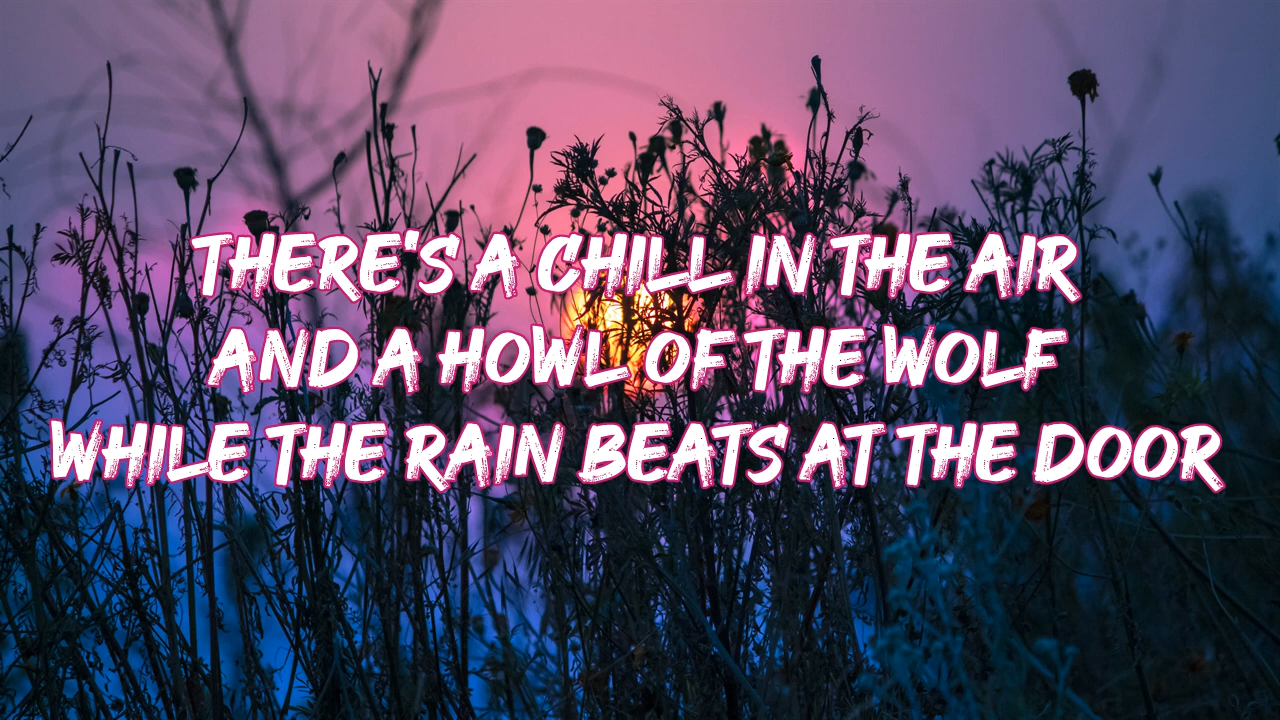 THERE'S A CHILL IN THE AIR
AND A HOWL OF THE WOLF
WHILE THE RAIN BEATS AT THE DOOR